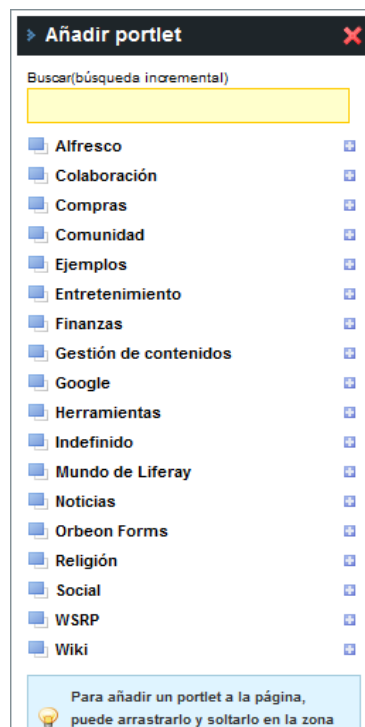 Añadir portlet
Buscar(búsqueda incremental)
Alfresco
Colaboración
Compras
Comunidad
Ejemplos
Entretenimiento
Finanzas
Gestión de contenidos
Google
Herramientas
Indefinido
Mundo de Liferay
Noticias
Orbeon Forms
Religión
Social
WSRP
Wiki
Para añadir un portlet a la página,
puede arrastrarlo y soltarlo en la zona